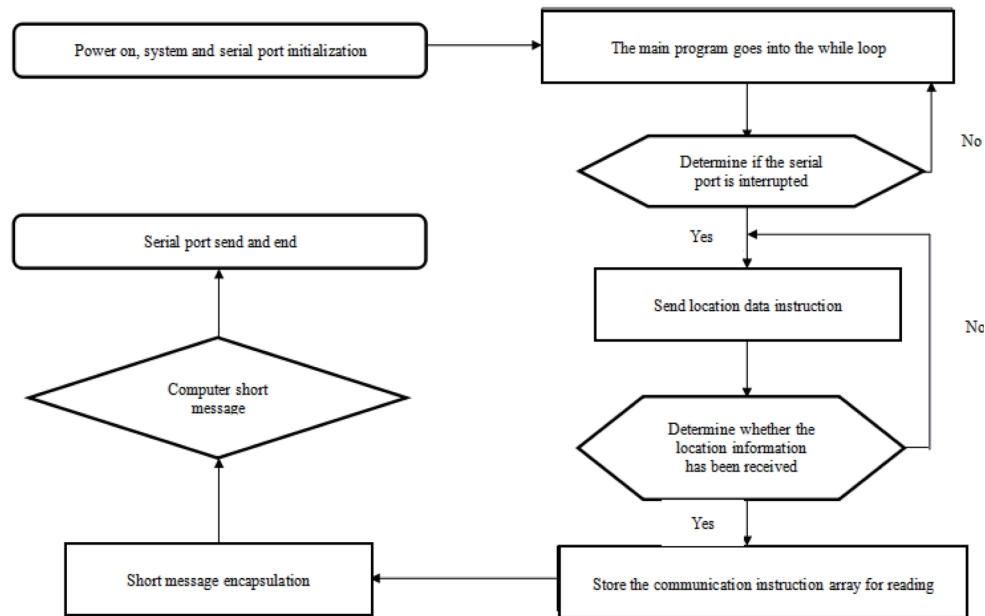 Power on, system and serial port initialization
The main program goes into the while loop
No
Determine if the serial
port is interrupted
Yes
Serial port send and end
Send location data instruction
No
Computer short
message
Determine whether the
location information
has been received
Yes
Short message encapsulation
Store the communication instruction array for reading